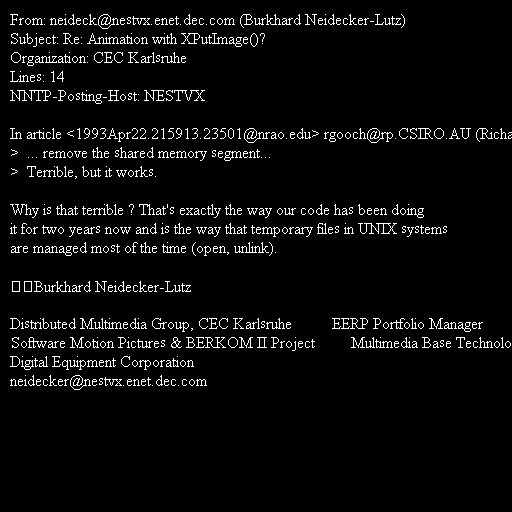 From: neideck@nestvx.enet.dec.com (Burkhard Neidecker-Lutz)
Subject: Re: Animation with XPutImage()?
Organization: CEC Karlsruhe
Lines: 14
NNTP-Posting-Host: NESTVX

In article <1993Apr22.215913.23501@nrao.edu> rgooch@rp.CSIRO.AU (Richa
>  ... remove the shared memory segment...
>  Terrible, but it works.

Why is that terrible ? That's exactly the way our code has been doing
it for two years now and is the way that temporary files in UNIX systems
are managed most of the time (open, unlink).

Burkhard Neidecker-Lutz

Distributed Multimedia Group, CEC Karlsruhe          EERP Portfolio Manager
Software Motion Pictures & BERKOM II Project         Multimedia Base Technolo
Digital Equipment Corporation
neidecker@nestvx.enet.dec.com